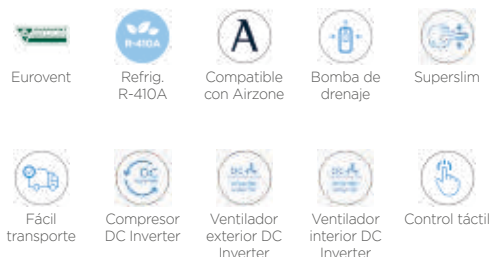 R-410A
A
DC
Eurovent
Refrig.
R-410A
Compatible
con Airzone
Bomba de
drenaje
Superslim
Fácil
transporte
Compresor
DC Inverter
Ventilador
exterior DC
Inverter
Ventilador
interior DC
Inverter
Control táctil